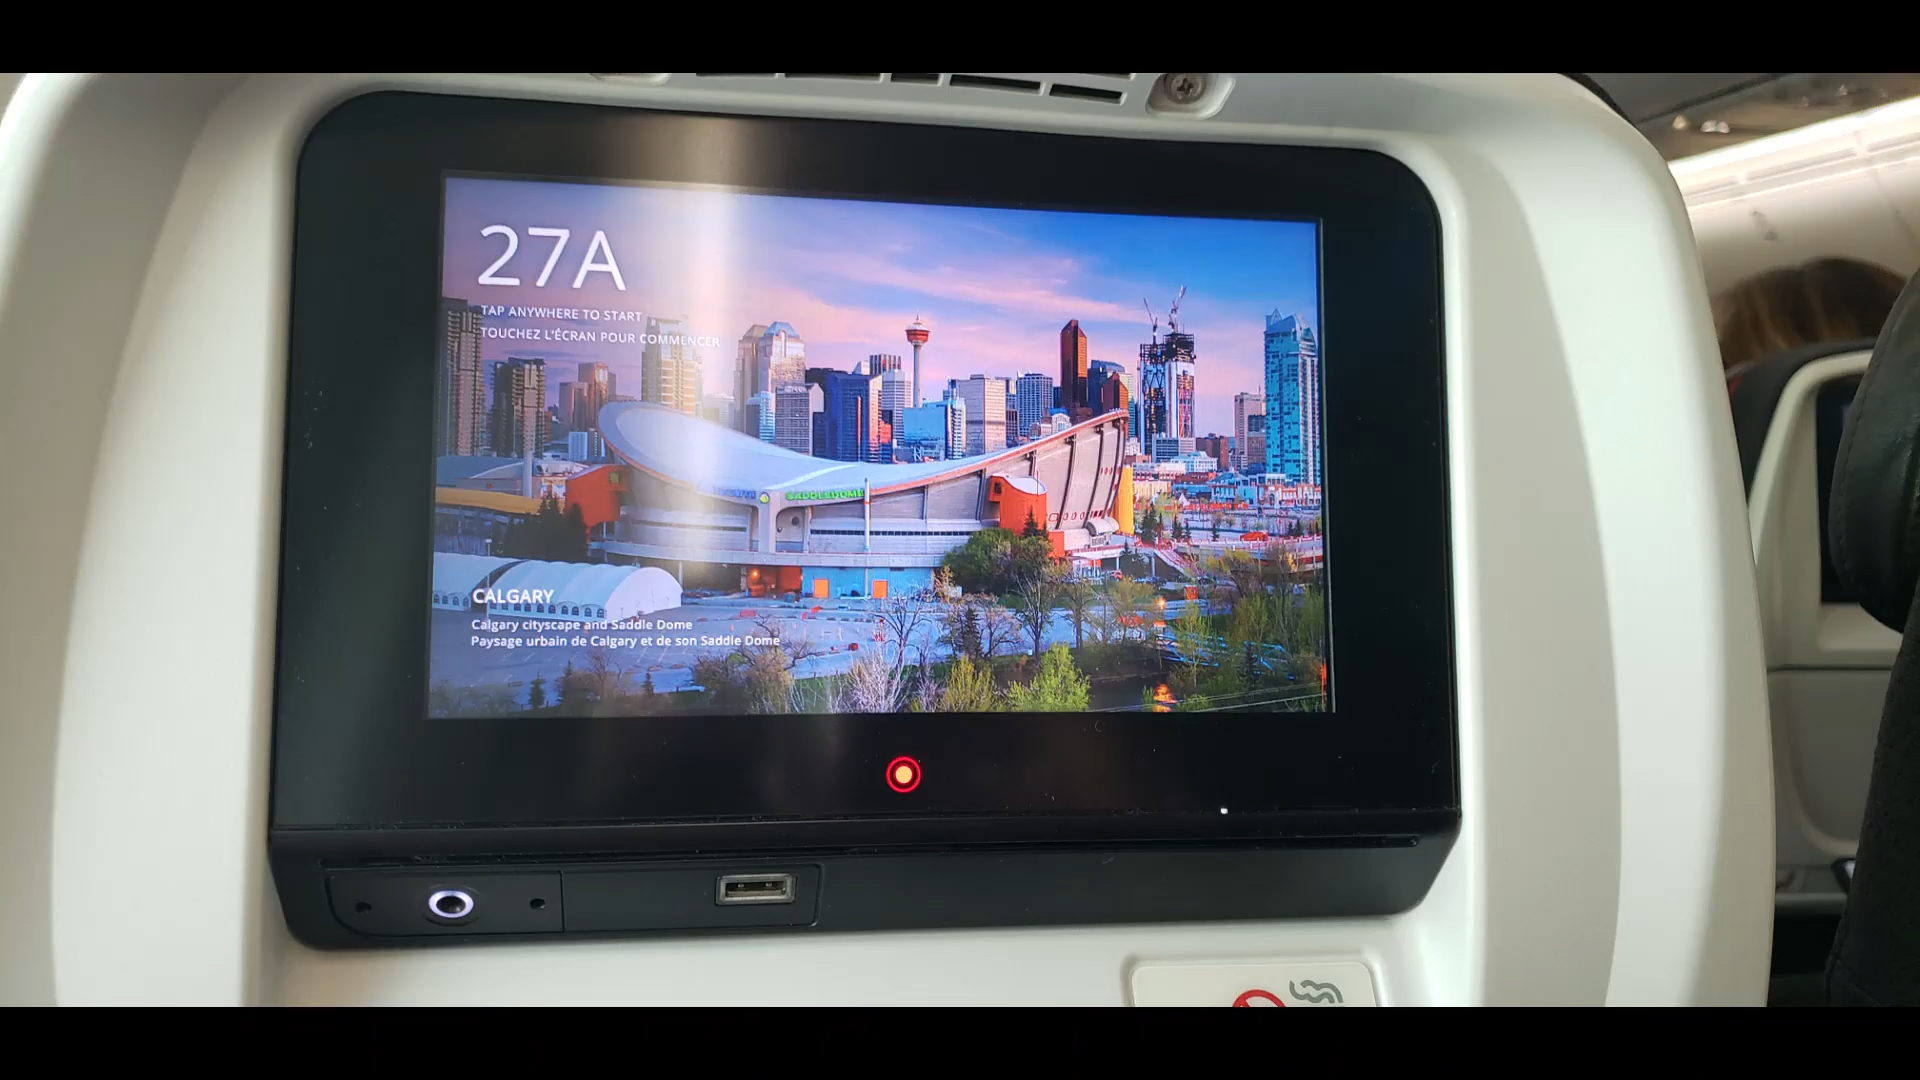 27A
TAP ANYWHERE TO START
TOUCHEZ L'ÉCRAN POUR COMMENCER
SADDLEDOME
CALGARY
Calgary cityscape and Saddle Dome
Paysage urbain de Calgary et de son Saddle Dome